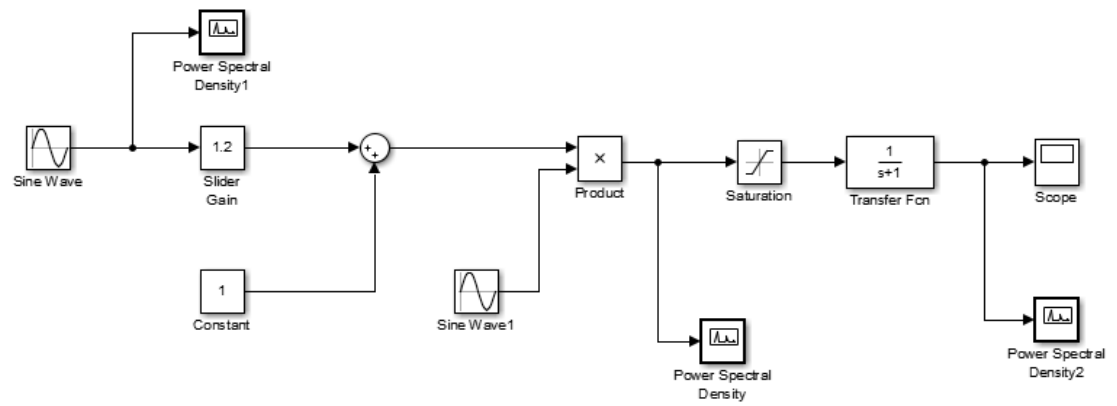 Power Spectral
Density1
Sine Wave
1.2
Slider
Gain
+
+
×
Product
Saturation
1
s+1
Transfer Fcn
Scope
1
Constant
Sine Wave1
Power Spectral
Density
Power Spectral
Density2